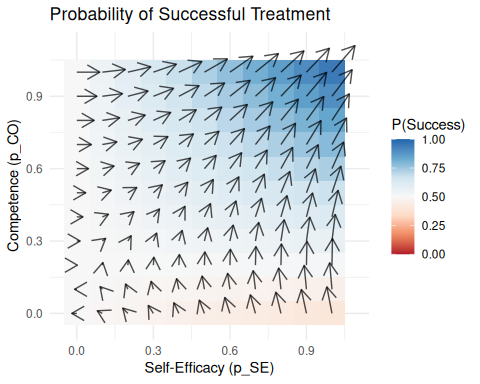 Probability of Successful Treatment
Competence (p_CO)
0.9
0.6
0.3
0.0
0.0 0.3 0.6 0.9
Self-Efficacy (p_SE)
P(Success)
1.00
0.75
0.50
0.25
0.00